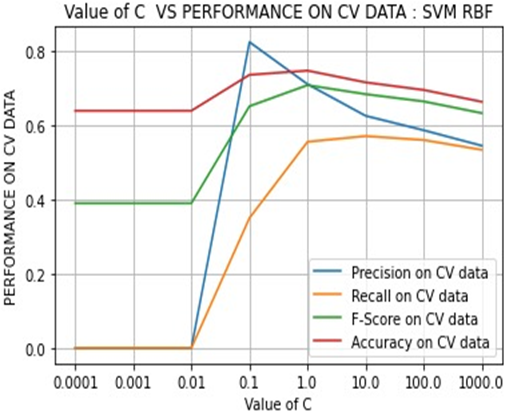 Value of C VS PERFORMANCE ON CV DATA : SVM RBF
PERFORMANCE ON CV DATA
0.8
0.6
0.4
0.2
0.0
Precision on CV data
Recall on CV data
F-Score on CV data
Accuracy on CV data
0.0001 0.001 0.01 0.1 1.0 10.0 100.0 1000.0
Value of C